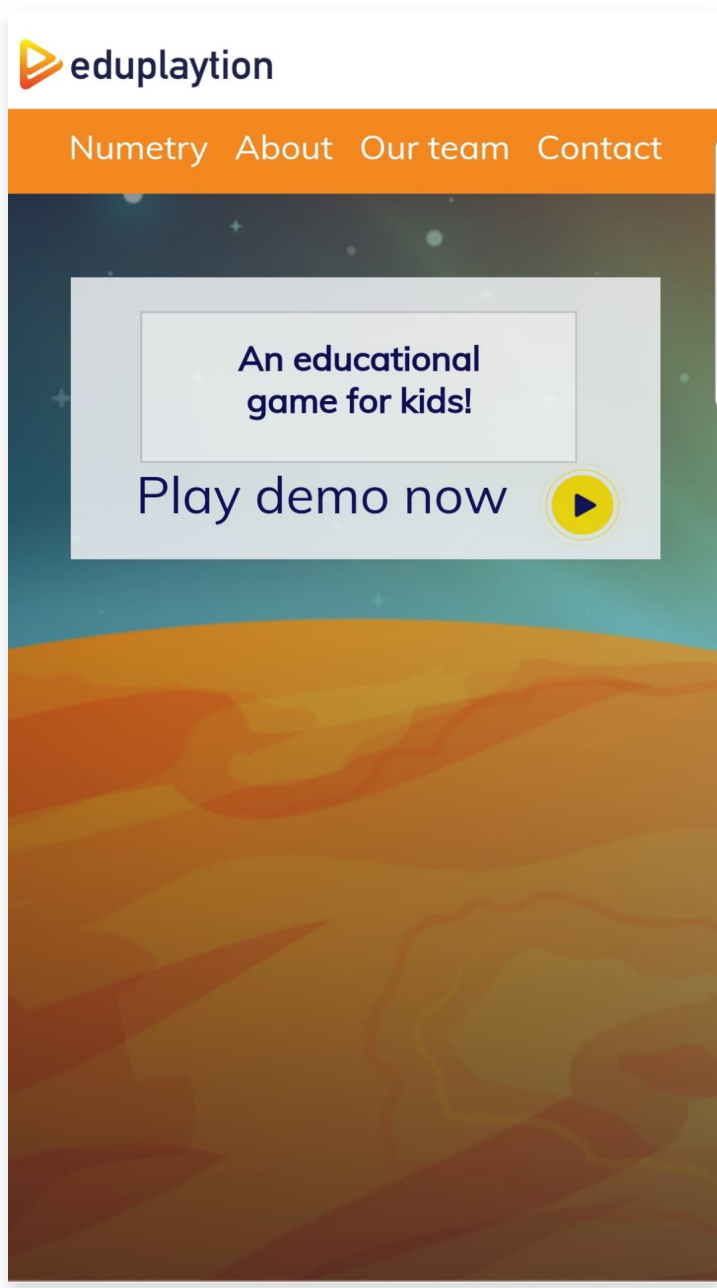 eduplaytion
Numetry About Our team Contact
An educational
game for kids!
Play demo now